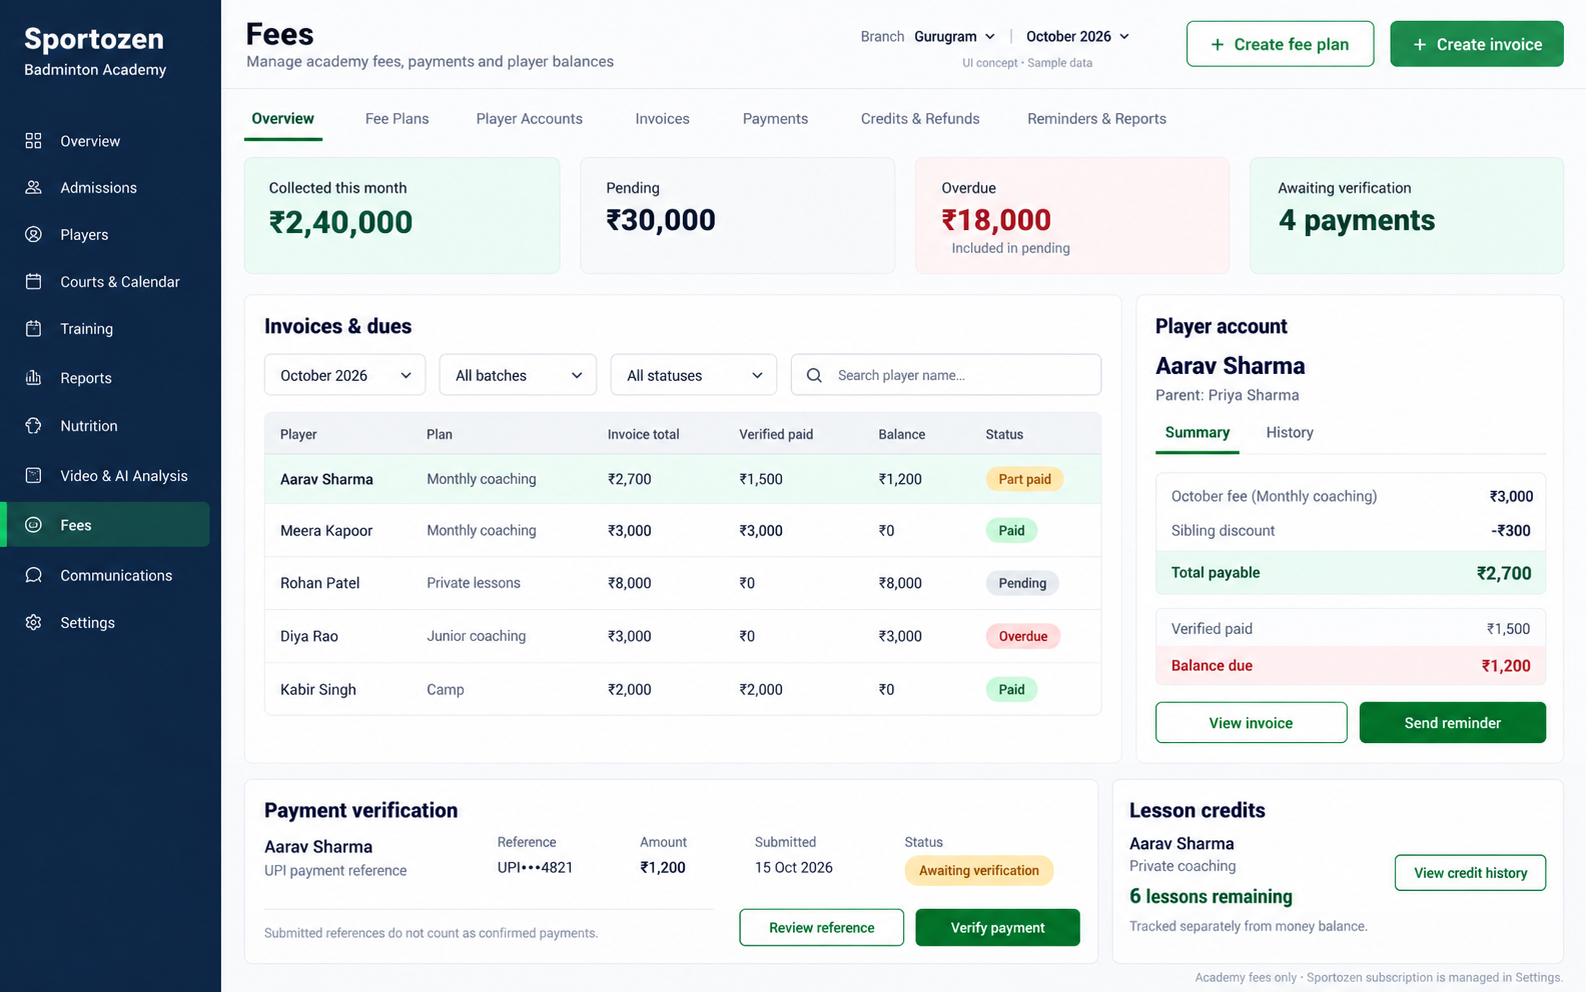 Sportozen
Badminton Academy
Overview
Admissions
Players
Courts & Calendar
Training
Reports
Nutrition
Video & AI Analysis
Fees
Communications
Settings
Fees
Manage academy fees, payments and player balances
Branch Gurugram | October 2026
UI concept • Sample data
+ Create fee plan
+ Create invoice
Overview Fee Plans Player Accounts Invoices Payments Credits & Refunds Reminders & Reports
Collected this month
₹2,40,000
Pending
₹30,000
Overdue
₹18,000
Included in pending
Awaiting verification
4 payments
Invoices & dues
October 2026 All batches All statuses Search player name...
Player Plan Invoice total Verified paid Balance Status
Aarav Sharma Monthly coaching ₹2,700 ₹1,500 ₹1,200 Part paid
Meera Kapoor Monthly coaching ₹3,000 ₹3,000 ₹0 Paid
Rohan Patel Private lessons ₹8,000 ₹0 ₹8,000 Pending
Diya Rao Junior coaching ₹3,000 ₹0 ₹3,000 Overdue
Kabir Singh Camp ₹2,000 ₹2,000 ₹0 Paid
Player account
Aarav Sharma
Parent: Priya Sharma
Summary History
October fee (Monthly coaching) ₹3,000
Sibling discount -₹300
Total payable ₹2,700
Verified paid ₹1,500
Balance due ₹1,200
View invoice Send reminder
Payment verification
Aarav Sharma
UPI payment reference
Reference
UPI•••4821
Amount
₹1,200
Submitted
15 Oct 2026
Status
Awaiting verification
Submitted references do not count as confirmed payments.
Review reference Verify payment
Lesson credits
Aarav Sharma
Private coaching
6 lessons remaining
Tracked separately from money balance.
View credit history
Academy fees only • Sportozen subscription is managed in Settings.